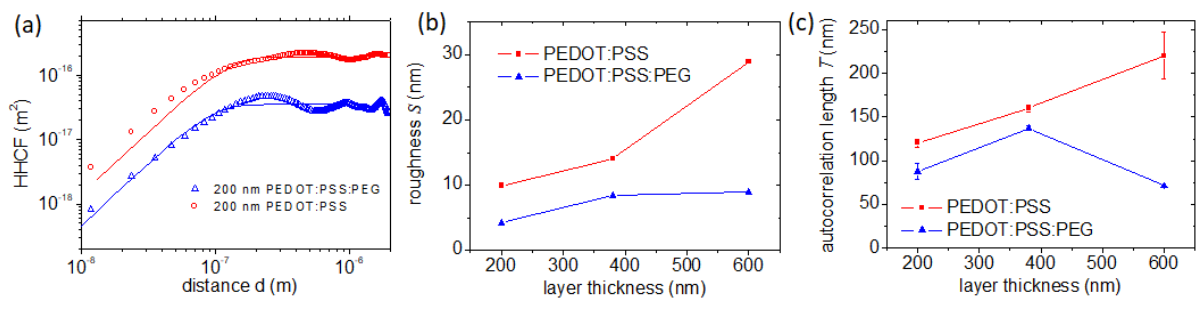 (a)
10⁻¹⁶
10⁻¹⁷
10⁻¹⁸
HHCF (m²)
200 nm PEDOT:PSS:PEG
200 nm PEDOT:PSS
10⁻⁸
10⁻⁷
10⁻⁶
distance d (m)
(b)
30
20
10
0
roughness S (nm)
PEDOT:PSS
PEDOT:PSS:PEG
200
300
400
500
600
layer thickness (nm)
(c)
250
200
150
100
50
0
autocorrelation length T (nm)
PEDOT:PSS
PEDOT:PSS:PEG
200
300
400
500
600
layer thickness (nm)